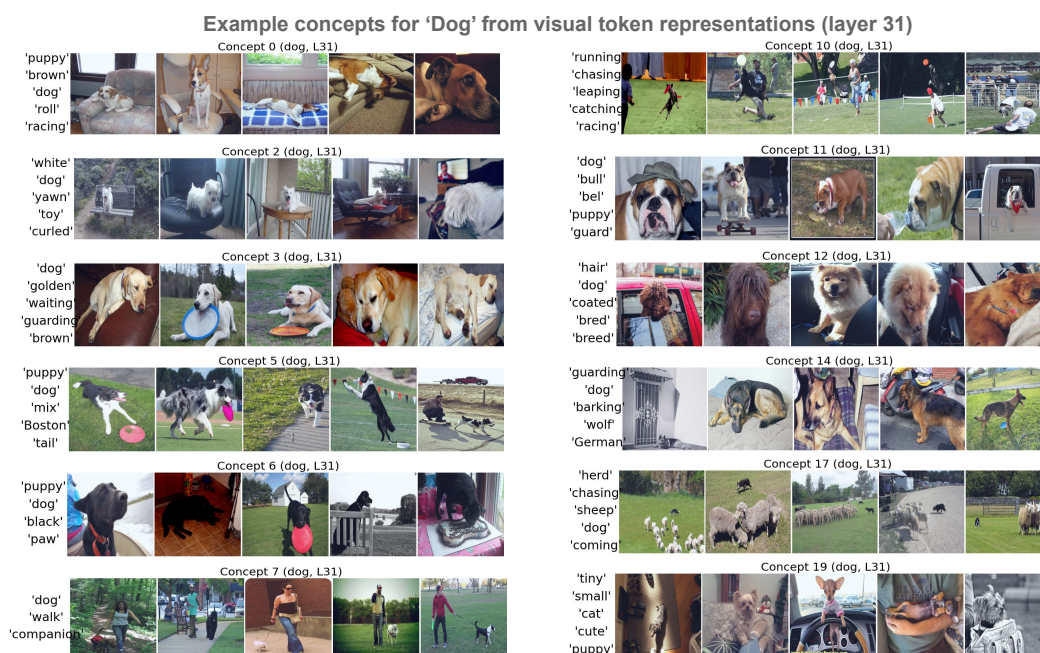 Example concepts for ‘Dog’ from visual token representations (layer 31)
Concept 0 (dog, L31)
'puppy'
'brown'
'dog'
'roll'
'racing'
Concept 2 (dog, L31)
'white'
'dog'
'yawn'
'toy'
'curled'
Concept 3 (dog, L31)
'dog'
'golden'
'waiting'
'guarding
'brown'
Concept 5 (dog, L31)
'puppy'
'dog'
'mix'
'Boston'
'tail'
Concept 6 (dog, L31)
'puppy'
'dog'
'black'
'paw'
Concept 7 (dog, L31)
'dog'
'walk'
'companion'
Concept 10 (dog, L31)
'running
'chasing
'leaping
'catching
'racing'
Concept 11 (dog, L31)
'dog'
'bull'
'bel'
'puppy'
'guard'
Concept 12 (dog, L31)
'hair'
'dog'
'coated'
'bred'
'breed'
Concept 14 (dog, L31)
'guarding'
'dog'
'barking'
'wolf'
'German'
Concept 17 (dog, L31)
'herd'
'chasing
'sheep'
'dog'
'coming'
Concept 19 (dog, L31)
'tiny'
'small'
'cat'
'cute'
'puppy'